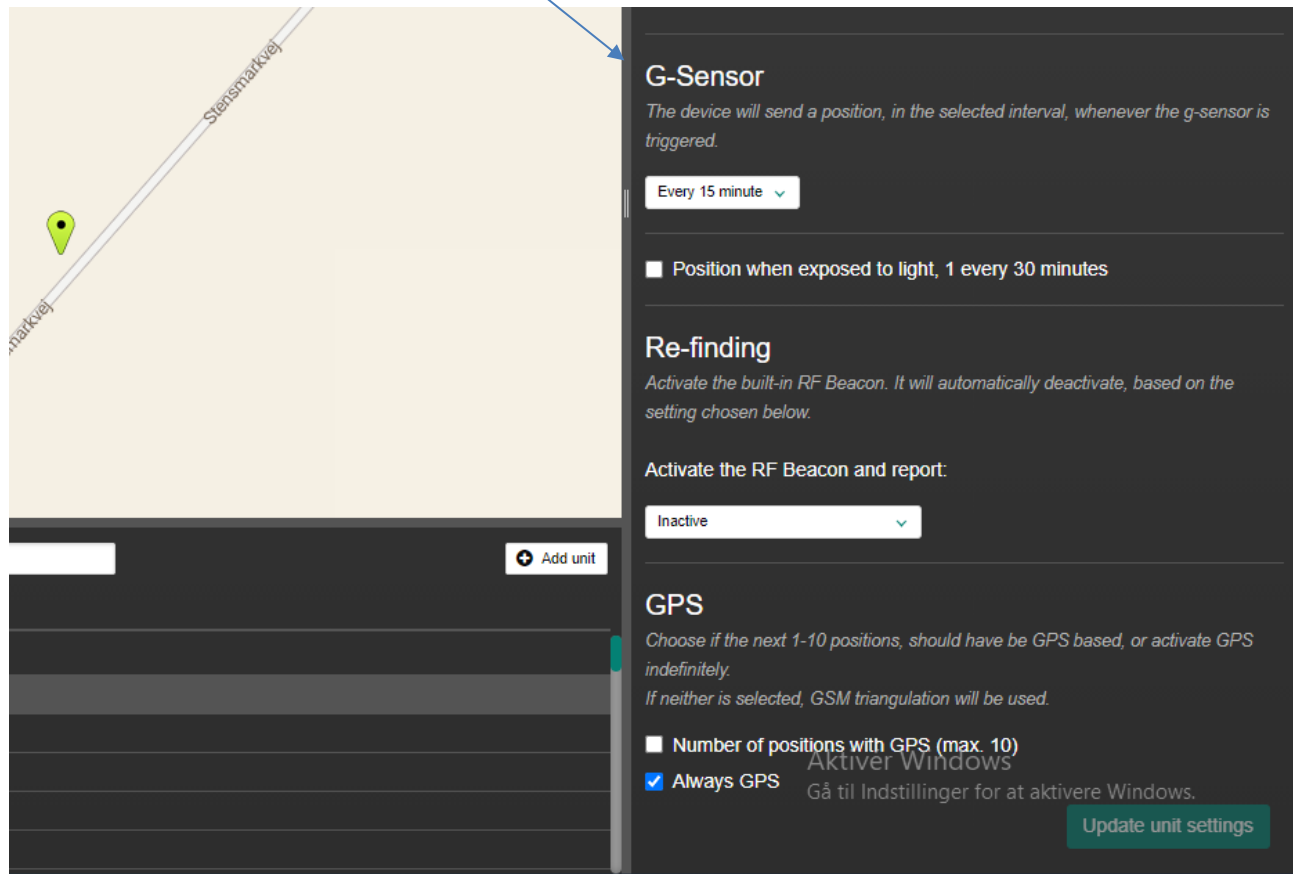 Stensmarkvej
markvej
G-Sensor
The device will send a position, in the selected interval, whenever the g-sensor is
triggered.
Every 15 minute
Position when exposed to light, 1 every 30 minutes
Re-finding
Activate the built-in RF Beacon. It will automatically deactivate, based on the
setting chosen below.
Activate the RF Beacon and report:
Inactive
Add unit
GPS
Choose if the next 1-10 positions, should have be GPS based, or activate GPS
indefinitely.
If neither is selected, GSM triangulation will be used.
Number of positions with GPS (max. 10)
Always GPS
Aktiver Windows
Gå til Indstillinger for at aktivere Windows.
Update unit settings